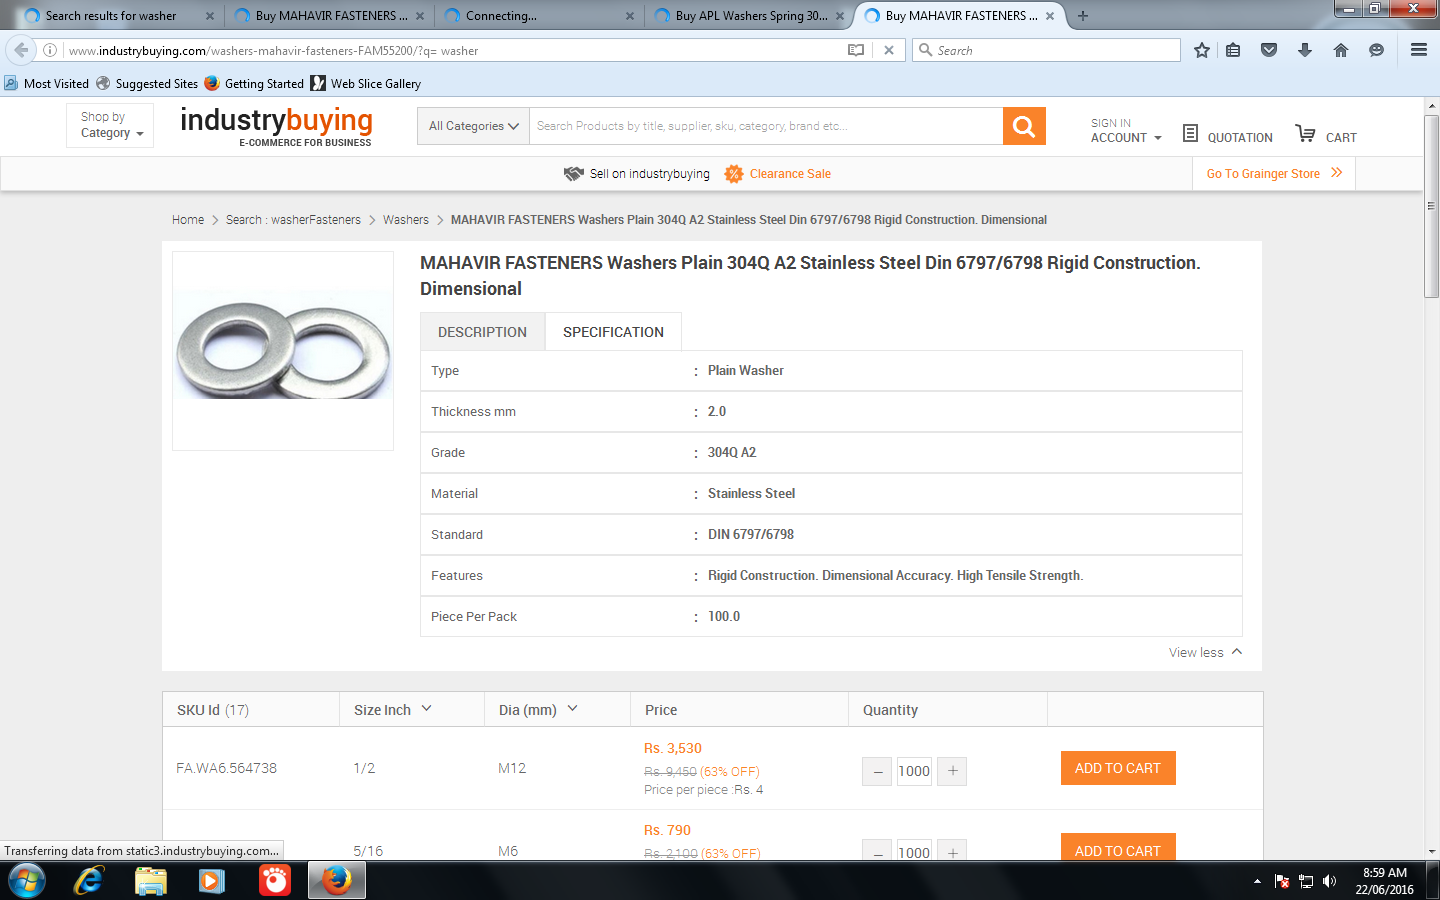 Search results for washer
Buy MAHAVIR FASTENERS ...
Connecting...
Buy APL Washers Spring 30...
Buy MAHAVIR FASTENERS ...
www.industrybuying.com/washers-mahavir-fasteners-FAM55200/?q= washer
Search
Most Visited
Suggested Sites
Getting Started
Web Slice Gallery
Shop by
Category
industrybuying
E-COMMERCE FOR BUSINESS
All Categories
Search Products by title, supplier, sku, category, brand etc...
SIGN IN
ACCOUNT
QUOTATION
CART
Sell on industrybuying
Clearance Sale
Go To Grainger Store
Home
Search : washerFasteners
Washers
MAHAVIR FASTENERS Washers Plain 304Q A2 Stainless Steel Din 6797/6798 Rigid Construction. Dimensional
MAHAVIR FASTENERS Washers Plain 304Q A2 Stainless Steel Din 6797/6798 Rigid Construction.
Dimensional
DESCRIPTION
SPECIFICATION
Type : Plain Washer
Thickness mm : 2.0
Grade : 304Q A2
Material : Stainless Steel
Standard : DIN 6797/6798
Features : Rigid Construction. Dimensional Accuracy. High Tensile Strength.
Piece Per Pack : 100.0
View less
SKU Id (17)
Size Inch
Dia (mm)
Price
Quantity
FA.WA6.564738
1/2
M12
Rs. 3,530
Rs. 9,450 (63% OFF)
Price per piece :Rs. 4
– 1000 +
ADD TO CART
5/16
M6
Rs. 790
Rs. 2,100 (63% OFF)
– 1000 +
ADD TO CART
Transferring data from static3.industrybuying.com...
8:59 AM
22/06/2016